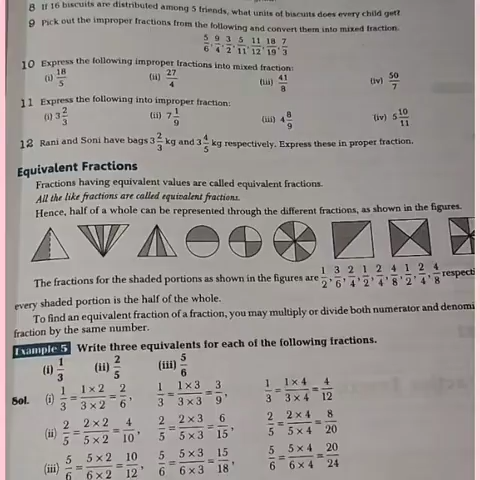 8 If 16 biscuits are distributed among 5 friends, what units of biscuits does every child get?
9 Pick out the improper fractions from the following and convert them into mixed fraction.
5/6, 9/4, 3/2, 5/11, 11/12, 18/19, 7/3
10 Express the following improper fractions into mixed fraction:
(i) 18/5 (ii) 27/4 (iii) 41/8 (iv) 50/7
11 Express the following into improper fraction:
(i) 3 2/3 (ii) 7 1/9 (iii) 4 8/9 (iv) 5 10/11
12 Rani and Soni have bags 3 2/3 kg and 3 4/5 kg respectively. Express these in proper fraction.
Equivalent Fractions
Fractions having equivalent values are called equivalent fractions.
All the like fractions are called equivalent fractions.
Hence, half of a whole can be represented through the different fractions, as shown in the figures.
The fractions for the shaded portions as shown in the figures are 1/2, 3/6, 2/4, 1/2, 2/4, 4/8, 1/2, 2/4, 4/8 respecti
every shaded portion is the half of the whole.
To find an equivalent fraction of a fraction, you may multiply or divide both numerator and denomi
fraction by the same number.
Example 5 Write three equivalents for each of the following fractions.
(i) 1/3 (ii) 2/5 (iii) 5/6
Sol. (i) 1/3 = 1 × 2/3 × 2 = 2/6, 1/3 = 1 × 3/3 × 3 = 3/9, 1/3 = 1 × 4/3 × 4 = 4/12
(ii) 2/5 = 2 × 2/5 × 2 = 4/10, 2/5 = 2 × 3/5 × 3 = 6/15, 2/5 = 2 × 4/5 × 4 = 8/20
(iii) 5/6 = 5 × 2/6 × 2 = 10/12, 5/6 = 5 × 3/6 × 3 = 15/18, 5/6 = 5 × 4/6 × 4 = 20/24